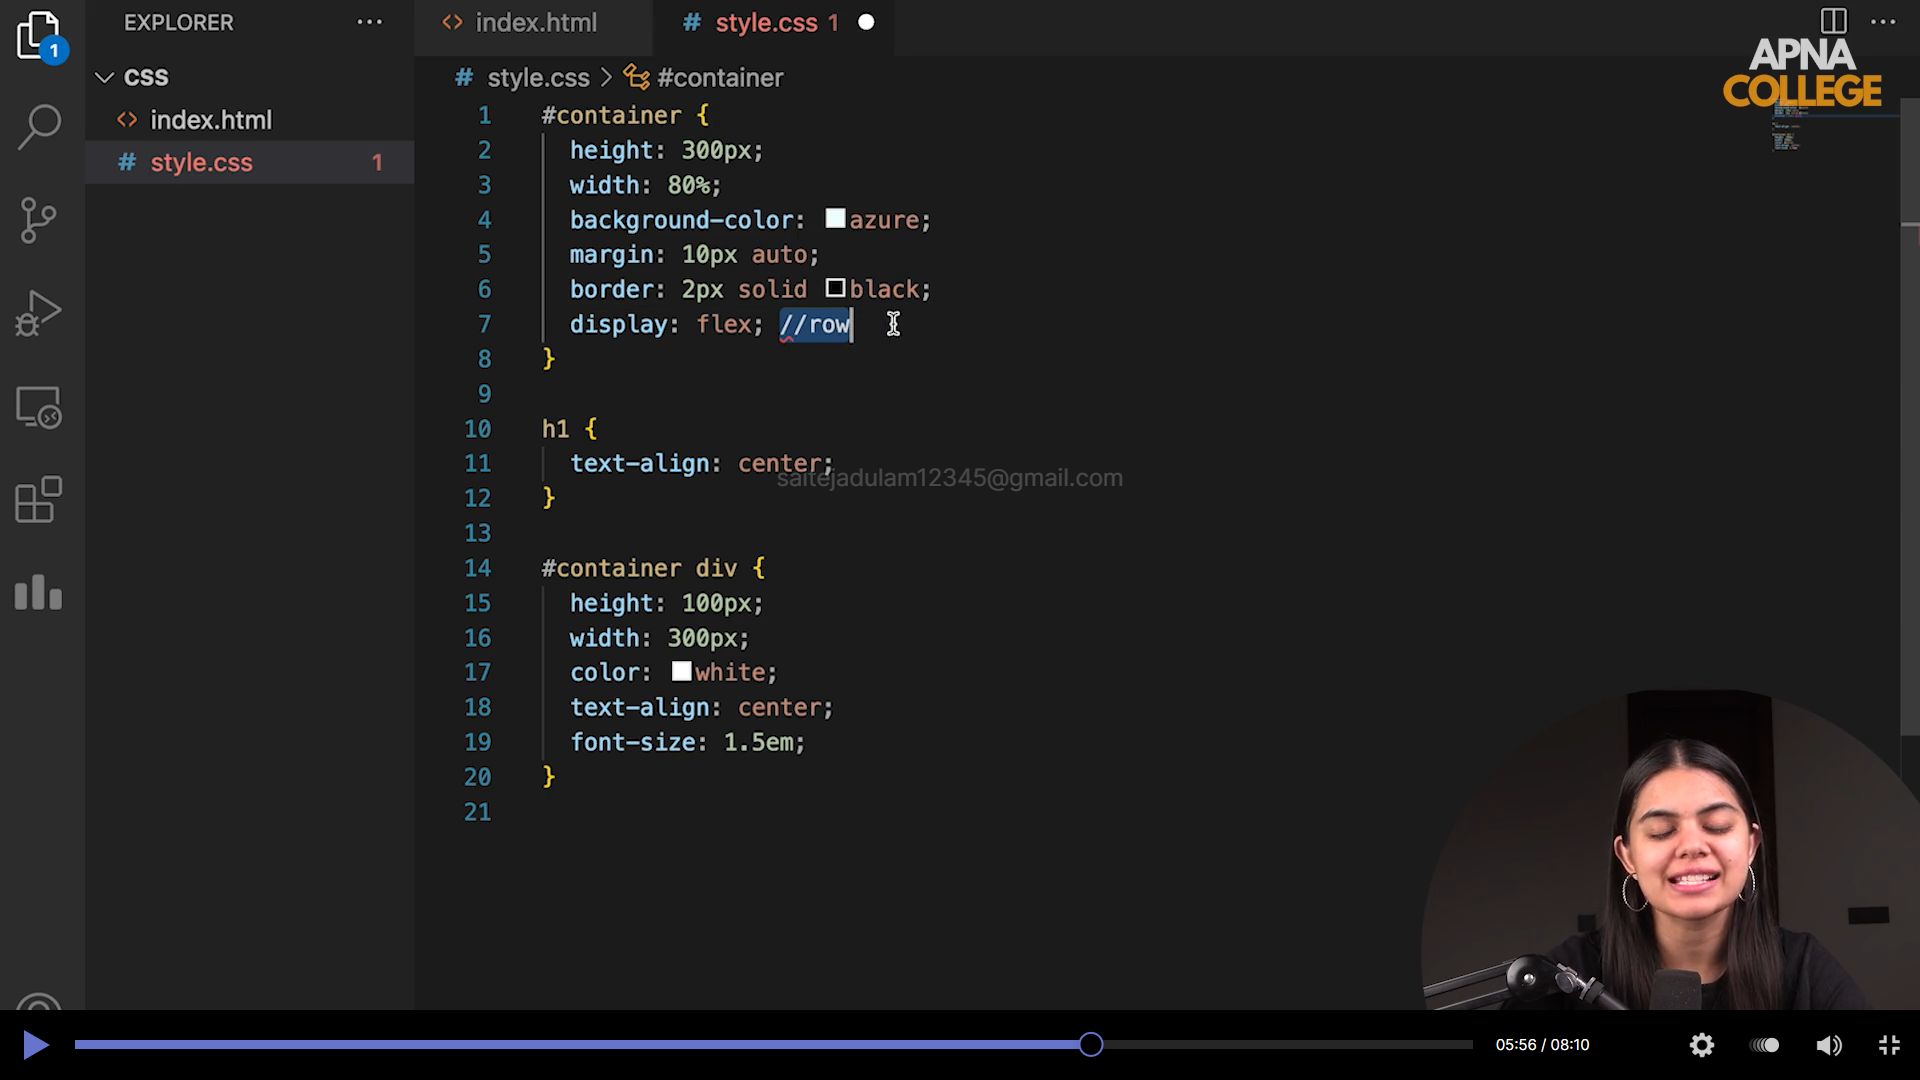 EXPLORER
CSS
index.html
style.css 1
1
index.html
style.css 1
style.css > #container
APNA
COLLEGE
1 #container {
2 height: 300px;
3 width: 80%;
4 background-color: azure;
5 margin: 10px auto;
6 border: 2px solid black;
7 display: flex; //row
8 }
9
10 h1 {
11 text-align: center;
12 }
13
14 #container div {
15 height: 100px;
16 width: 300px;
17 color: white;
18 text-align: center;
19 font-size: 1.5em;
20 }
21
saitejadulam12345@gmail.com
05:56 / 08:10